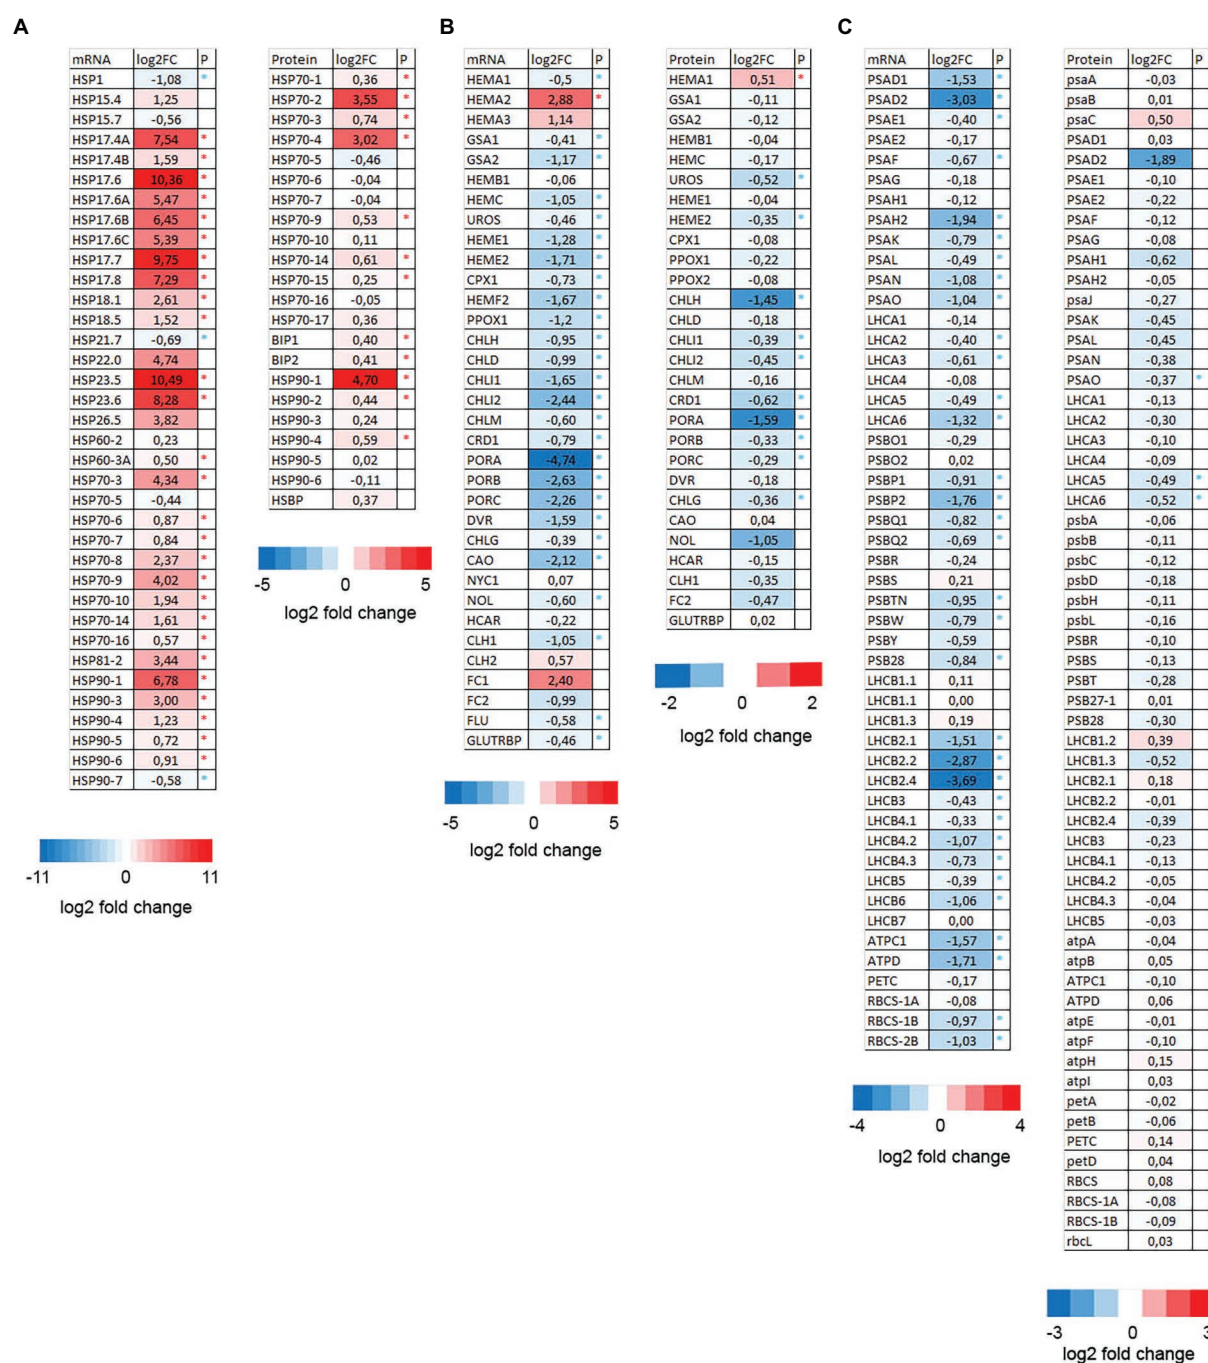 A
B
C
mRNA log2FC P
HSP1 -1,08 *
HSP15.4 1,25
HSP15.7 -0,56
HSP17.4A 7,54 *
HSP17.4B 1,59 *
HSP17.6 10,36 *
HSP17.6A 5,47 *
HSP17.6B 6,45 *
HSP17.6C 5,39 *
HSP17.7 9,75 *
HSP17.8 7,29 *
HSP18.1 2,61 *
HSP18.5 1,52 *
HSP21.7 -0,69 *
HSP22.0 4,74
HSP23.5 10,49 *
HSP23.6 8,28 *
HSP26.5 3,82
HSP60-2 0,23
HSP60-3A 0,50 *
HSP70-3 4,34 *
HSP70-5 -0,44
HSP70-6 0,87 *
HSP70-7 0,84 *
HSP70-8 2,37 *
HSP70-9 4,02 *
HSP70-10 1,94 *
HSP70-14 1,61 *
HSP70-16 0,57 *
HSP81-2 3,44 *
HSP90-1 6,78 *
HSP90-3 3,00 *
HSP90-4 1,23 *
HSP90-5 0,72 *
HSP90-6 0,91 *
HSP90-7 -0,58 *
-11 0 11
log2 fold change
Protein log2FC P
HSP70-1 0,36 *
HSP70-2 3,55 *
HSP70-3 0,74 *
HSP70-4 3,02 *
HSP70-5 -0,46
HSP70-6 -0,04
HSP70-7 -0,04
HSP70-9 0,53 *
HSP70-10 0,11
HSP70-14 0,61 *
HSP70-15 0,25 *
HSP70-16 -0,05
HSP70-17 0,36
BIP1 0,40 *
BIP2 0,41 *
HSP90-1 4,70 *
HSP90-2 0,44 *
HSP90-3 0,24
HSP90-4 0,59 *
HSP90-5 0,02
HSP90-6 -0,11
HSBP 0,37
-5 0 5
log2 fold change
mRNA log2FC P
HEMA1 -0,5 *
HEMA2 2,88 *
HEMA3 1,14
GSA1 -0,41 *
GSA2 -1,17 *
HEMB1 -0,06
HEMC -1,05 *
UROS -0,46 *
HEME1 -1,28 *
HEME2 -1,71 *
CPX1 -0,73 *
HEMF2 -1,67 *
PPOX1 -1,2 *
CHLH -0,95 *
CHLD -0,99 *
CHLI1 -1,65 *
CHLI2 -2,44 *
CHLM -0,60 *
CRD1 -0,79 *
PORA -4,74 *
PORB -2,63 *
PORC -2,26 *
DVR -1,59 *
CHLG -0,39 *
CAO -2,12 *
NYC1 0,07
NOL -0,60 *
HCAR -0,22
CLH1 -1,05 *
CLH2 0,57
FC1 2,40
FC2 -0,99
FLU -0,58 *
GLUTRBP -0,46 *
-5 0 5
log2 fold change
Protein log2FC P
HEMA1 0,51 *
GSA1 -0,11
GSA2 -0,12
HEMB1 -0,04
HEMC -0,17
UROS -0,52 *
HEME1 -0,04
HEME2 -0,35 *
CPX1 -0,08
PPOX1 -0,22
PPOX2 -0,08
CHLH -1,45 *
CHLD -0,18
CHLI1 -0,39 *
CHLI2 -0,45 *
CHLM -0,16
CRD1 -0,62 *
PORA -1,59 *
PORB -0,33 *
PORC -0,29 *
DVR -0,18
CHLG -0,36 *
CAO 0,04
NOL -1,05
HCAR -0,15
CLH1 -0,35
FC2 -0,47
GLUTRBP 0,02
-2 0 2
log2 fold change
mRNA log2FC P
PSAD1 -1,53 *
PSAD2 -3,03 *
PSAE1 -0,40 *
PSAE2 -0,17
PSAF -0,67 *
PSAG -0,18
PSAH1 -0,12
PSAH2 -1,94 *
PSAK -0,79 *
PSAL -0,49 *
PSAN -1,08 *
PSAO -1,04 *
LHCA1 -0,14
LHCA2 -0,40 *
LHCA3 -0,61 *
LHCA4 -0,08
LHCA5 -0,49 *
LHCA6 -1,32 *
PSBO1 -0,29
PSBO2 0,02
PSBP1 -0,91 *
PSBP2 -1,76 *
PSBQ1 -0,82 *
PSBQ2 -0,69 *
PSBR -0,24
PSBS 0,21
PSBTN -0,95 *
PSBW -0,79 *
PSBY -0,59
PSB28 -0,84 *
LHCB1.1 0,11
LHCB1.1 0,00
LHCB1.3 0,19
LHCB2.1 -1,51 *
LHCB2.2 -2,87 *
LHCB2.4 -3,69 *
LHCB3 -0,43 *
LHCB4.1 -0,33 *
LHCB4.2 -1,07 *
LHCB4.3 -0,73 *
LHCB5 -0,39 *
LHCB6 -1,06 *
LHCB7 0,00
ATPC1 -1,57 *
ATPD -1,71 *
PETC -0,17
RBCS-1A -0,08
RBCS-1B -0,97 *
RBCS-2B -1,03 *
-4 0 4
log2 fold change
Protein log2FC P
psaA -0,03
psaB 0,01
psaC 0,50
PSAD1 0,03
PSAD2 -1,89
PSAE1 -0,10
PSAE2 -0,22
PSAF -0,12
PSAG -0,08
PSAH1 -0,62
PSAH2 -0,05
psaJ -0,27
PSAK -0,45
PSAL -0,45
PSAN -0,38
PSAO -0,37 *
LHCA1 -0,13
LHCA2 -0,30
LHCA3 -0,10
LHCA4 -0,09
LHCA5 -0,49 *
LHCA6 -0,52 *
psbA -0,06
psbB -0,11
psbC -0,12
psbD -0,18
psbH -0,11
psbL -0,16
PSBR -0,10
PSBS -0,13
PSBT -0,28
PSB27-1 0,01
PSB28 -0,30
LHCB1.2 0,39
LHCB1.3 -0,52
LHCB2.1 0,18
LHCB2.2 -0,01
LHCB2.4 -0,39
LHCB3 -0,23
LHCB4.1 -0,13
LHCB4.2 -0,05
LHCB4.3 -0,04
LHCB5 -0,03
atpA -0,04
atpB 0,05
ATPC1 -0,10
ATPD 0,06
atpE -0,01
atpF -0,10
atpH 0,15
atpI 0,03
petA -0,02
petB -0,06
PETC 0,14
petD 0,04
RBCS 0,08
RBCS-1A -0,08
RBCS-1B -0,09
rbcL 0,03
-3 0 3
log2 fold change